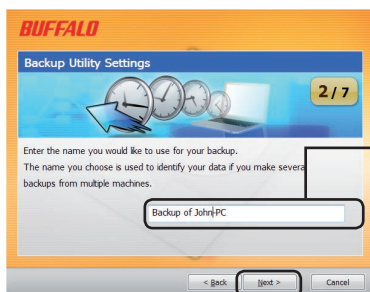 BUFFALO
Backup Utility Settings
2 / 7
Enter the name you would like to use for your backup.
The name you choose is used to identify your data if you make severa
backups from multiple machines.
Backup of John-PC
< Back
Next >
Cancel